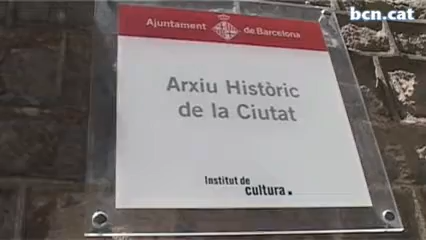 bcn.cat
Ajuntament de Barcelona
Arxiu Històric
de la Ciutat
Institut de
cultura.